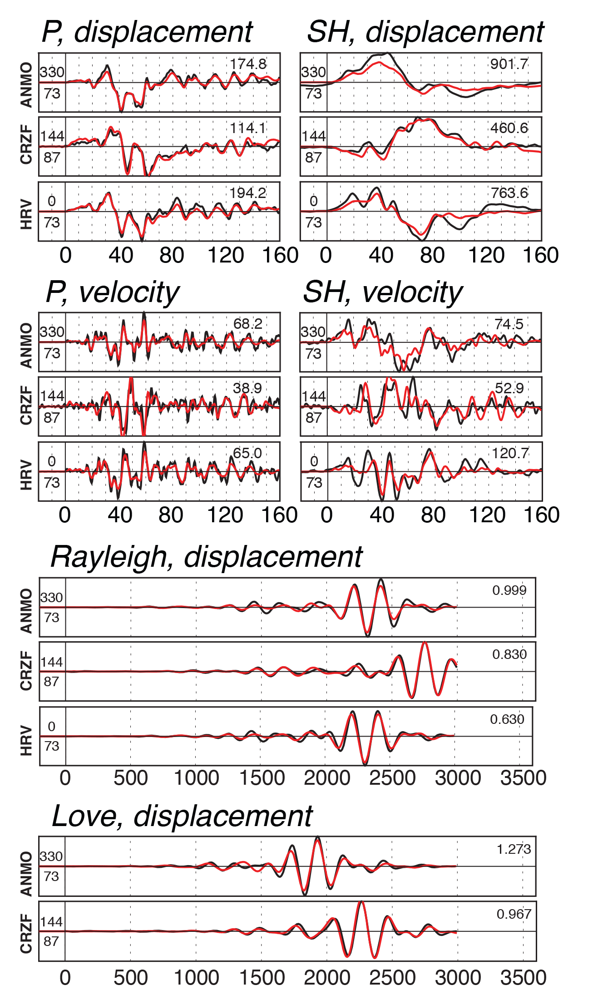 P, displacement
ANMO 330 73 174.8
CRZF 144 87 114.1
HRV 0 73 194.2
0 40 80 120 160
SH, displacement
330 73 901.7
144 87 460.6
0 73 763.6
0 40 80 120 160
P, velocity
ANMO 330 73 68.2
CRZF 144 87 38.9
HRV 0 73 65.0
0 40 80 120 160
SH, velocity
330 73 74.5
144 87 52.9
0 73 120.7
0 40 80 120 160
Rayleigh, displacement
ANMO 330 73 0.999
CRZF 144 87 0.830
HRV 0 73 0.630
0 500 1000 1500 2000 2500 3000 3500
Love, displacement
ANMO 330 73 1.273
CRZF 144 87 0.967
0 500 1000 1500 2000 2500 3000 3500